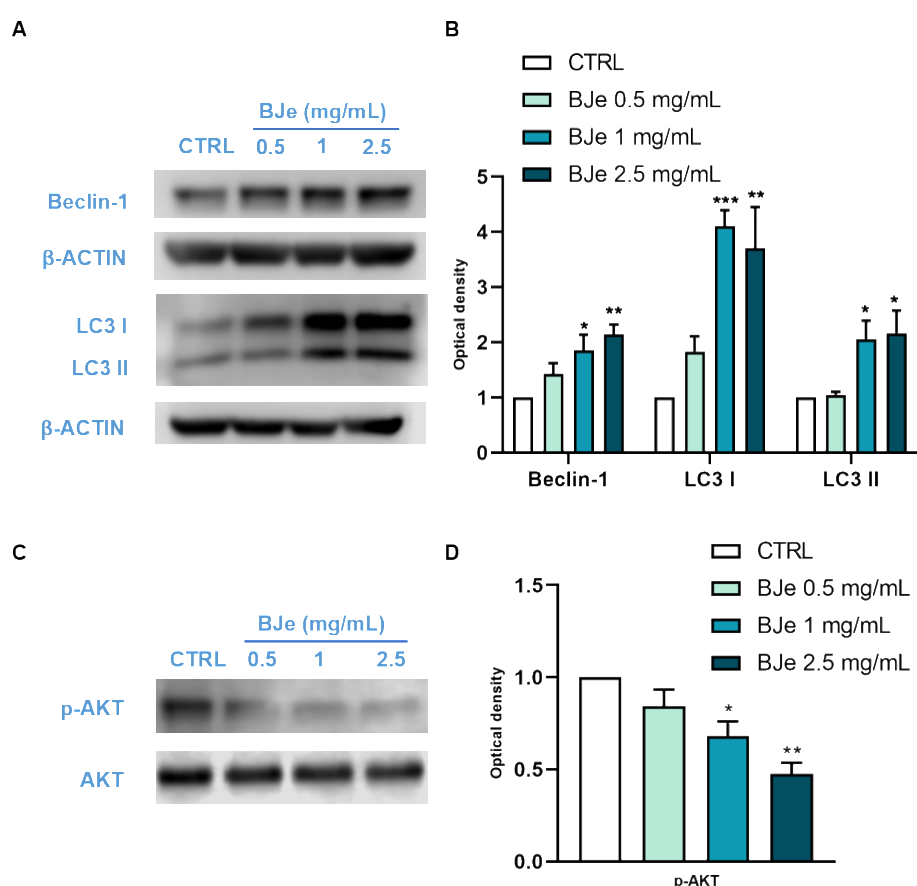 A
BJe (mg/mL)
CTRL 0.5 1 2.5
Beclin-1
β-ACTIN
LC3 I
LC3 II
β-ACTIN
B
CTRL
BJe 0.5 mg/mL
BJe 1 mg/mL
BJe 2.5 mg/mL
Optical density
5
4
3
2
1
0
* **
*** **
* *
Beclin-1 LC3 I LC3 II
C
BJe (mg/mL)
CTRL 0.5 1 2.5
p-AKT
AKT
D
CTRL
BJe 0.5 mg/mL
BJe 1 mg/mL
BJe 2.5 mg/mL
Optical density
1.5
1.0
0.5
0.0
*
**
p-AKT